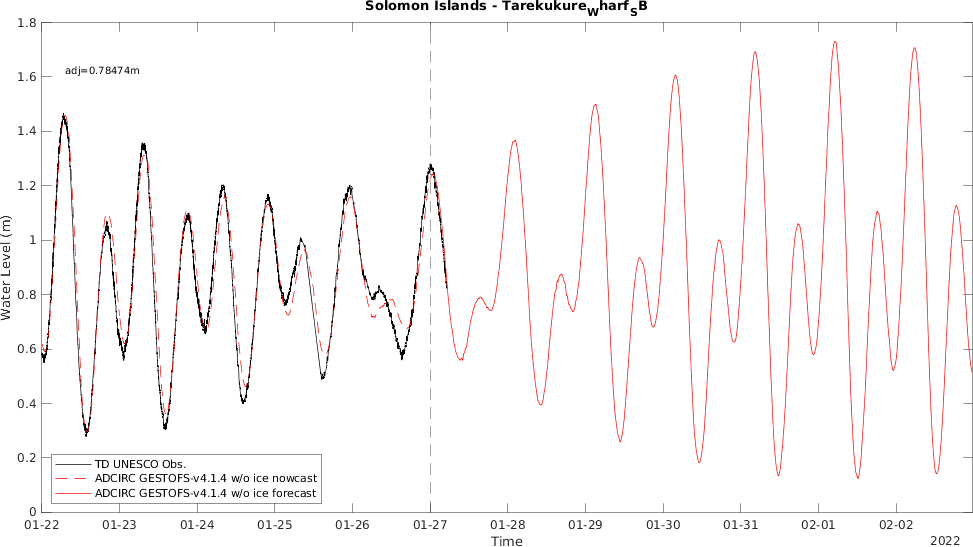 Solomon Islands - Tarekukure_Wharf_SB
1.8
1.6
adj=0.78474m
1.4
1.2
1
0.8
0.6
0.4
0.2
0
Water Level (m)
TD UNESCO Obs.
ADCIRC GESTOFS-v4.1.4 w/o ice nowcast
ADCIRC GESTOFS-v4.1.4 w/o ice forecast
01-22 01-23 01-24 01-25 01-26 01-27 01-28 01-29 01-30 01-31 02-01 02-02
Time
2022